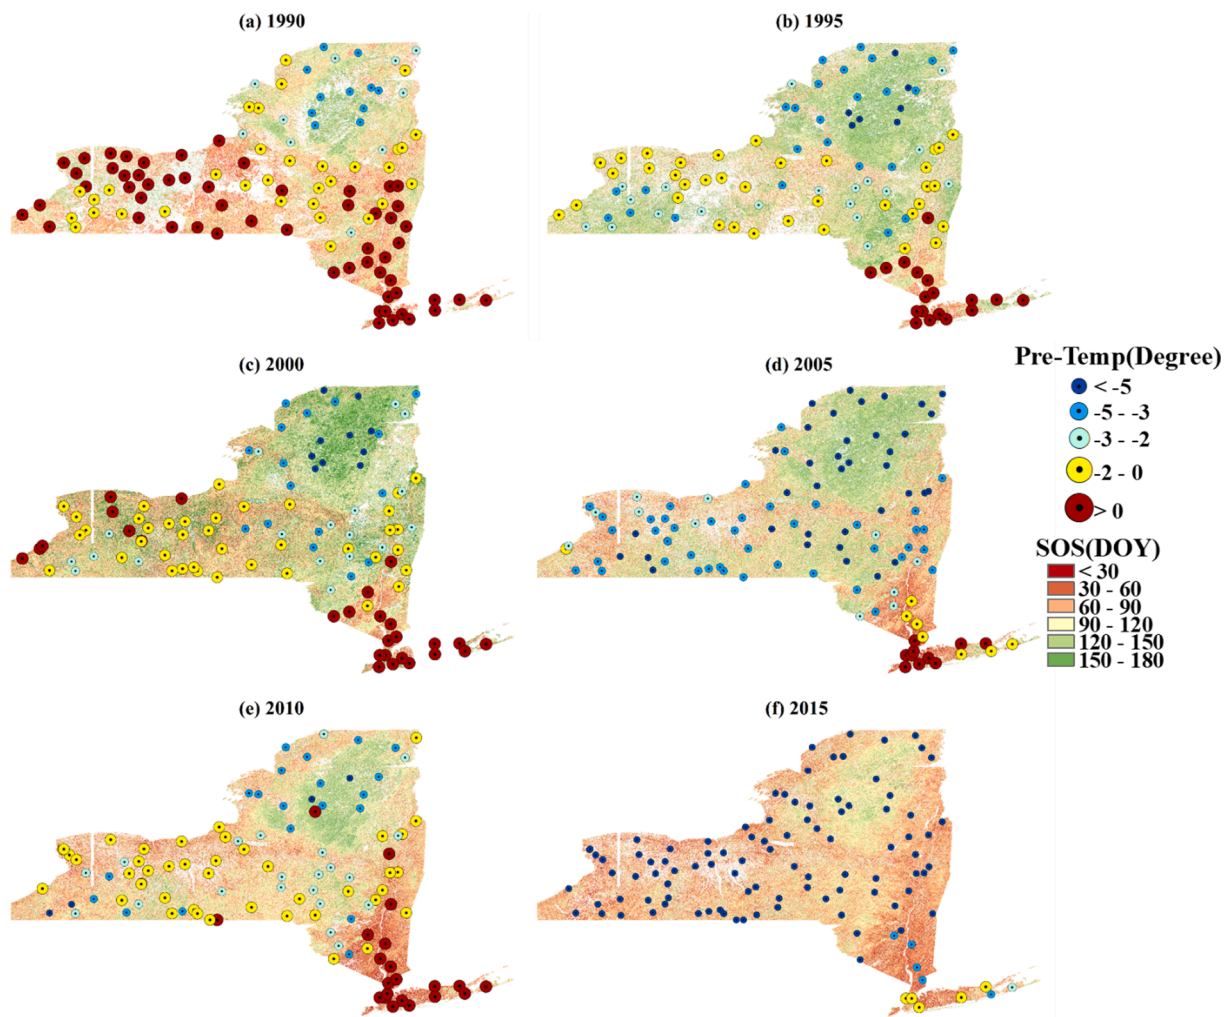 (a) 1990
(b) 1995
(c) 2000
(d) 2005
Pre-Temp(Degree)
< -5
-5 - -3
-3 - -2
-2 - 0
> 0
SOS(DOY)
< 30
30 - 60
60 - 90
90 - 120
120 - 150
150 - 180
(e) 2010
(f) 2015